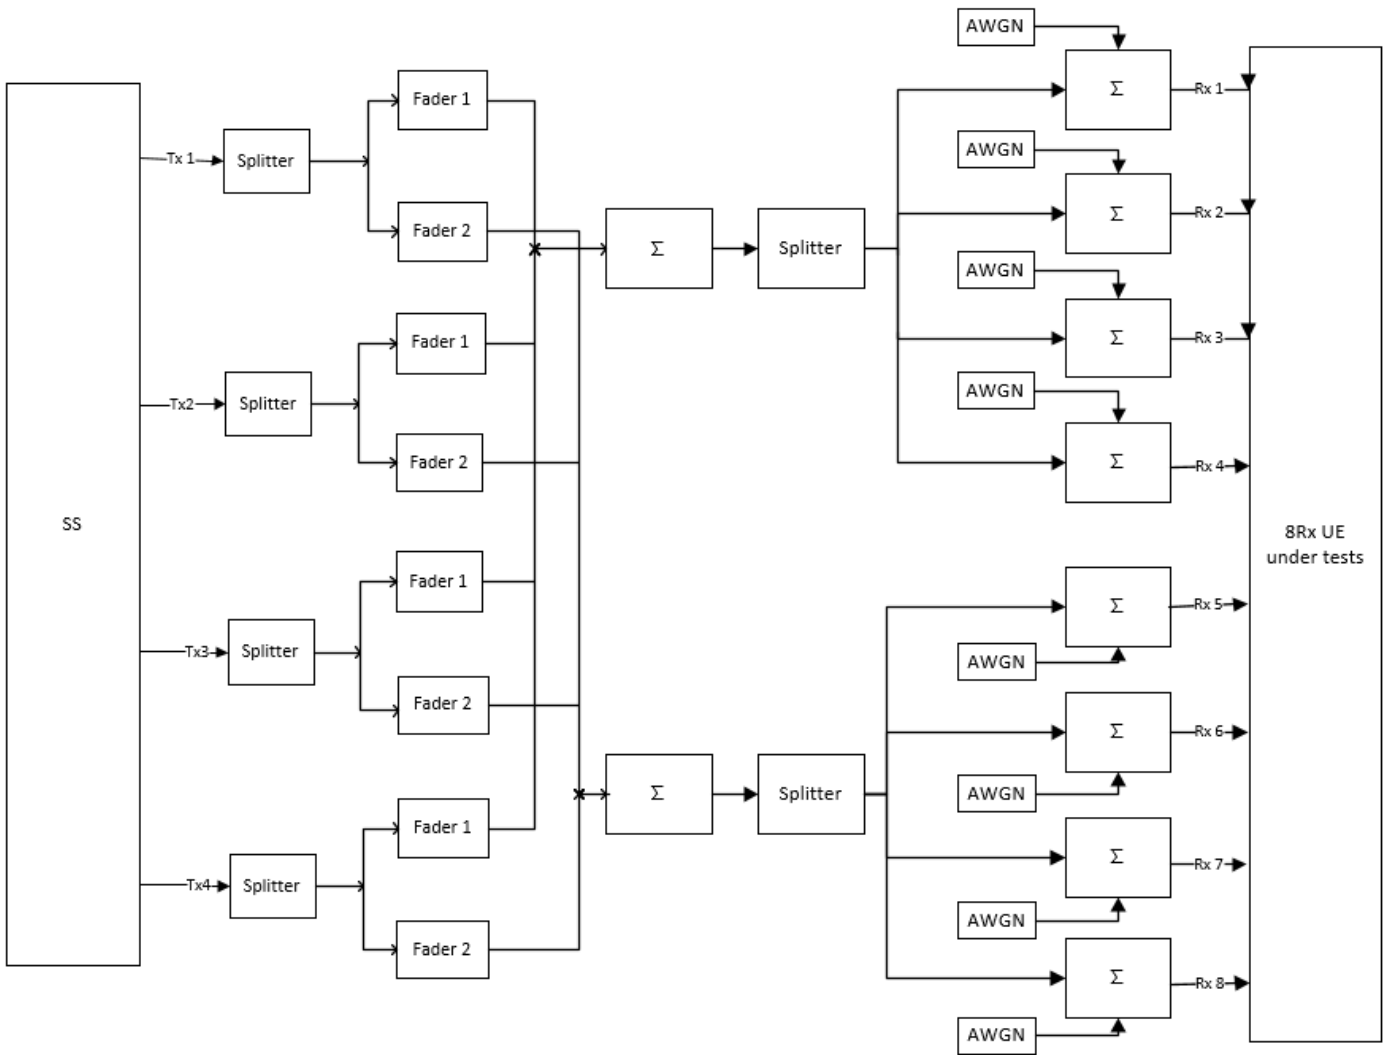 AWGN
Σ
Rx 1
Fader 1
Tx 1
Splitter
AWGN
Fader 2
Σ
Rx 2
Σ
Splitter
AWGN
Fader 1
Σ
Rx 3
Tx2
Splitter
AWGN
Fader 2
Σ
Rx 4
SS
8Rx UE
under tests
Fader 1
Σ
Rx 5
Tx3
Splitter
AWGN
Fader 2
Σ
Rx 6
Σ
Splitter
AWGN
Fader 1
Σ
Rx 7
Tx4
Splitter
AWGN
Fader 2
Σ
Rx 8
AWGN